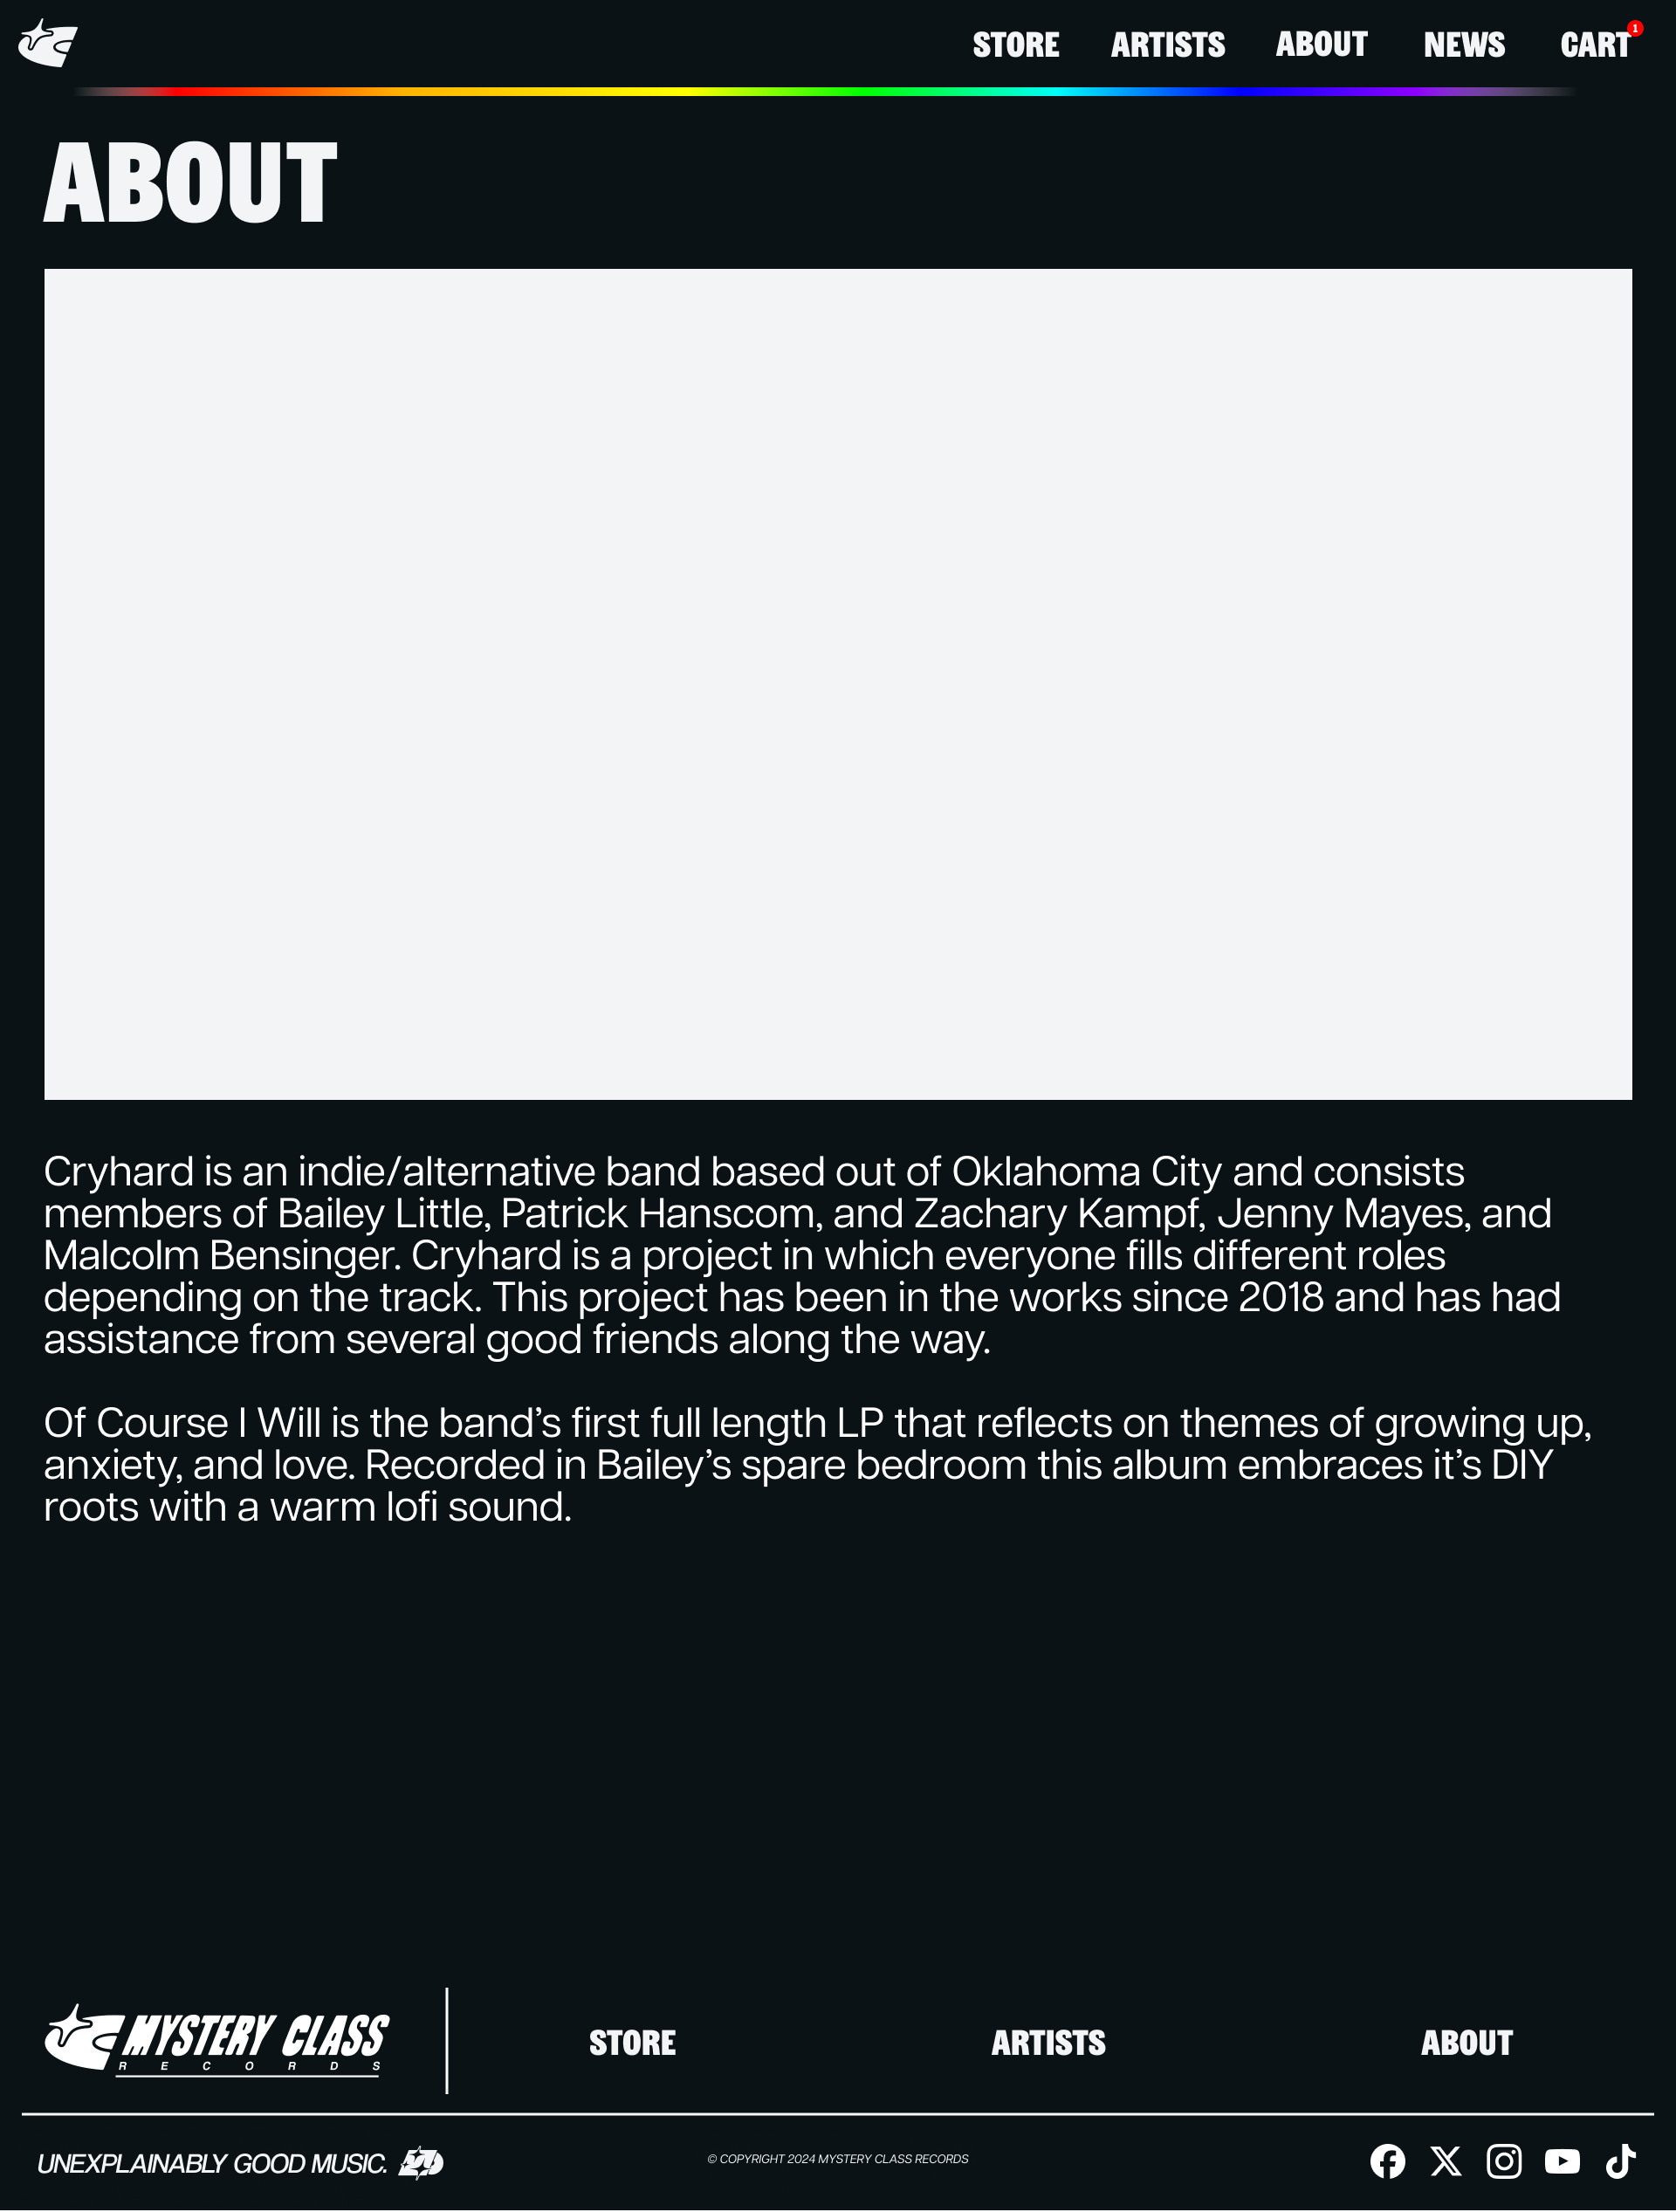 STORE ARTISTS ABOUT NEWS CART 1
ABOUT
Cryhard is an indie/alternative band based out of Oklahoma City and consists
members of Bailey Little, Patrick Hanscom, and Zachary Kampf, Jenny Mayes, and
Malcolm Bensinger. Cryhard is a project in which everyone fills different roles
depending on the track. This project has been in the works since 2018 and has had
assistance from several good friends along the way.
Of Course I Will is the band’s first full length LP that reflects on themes of growing up,
anxiety, and love. Recorded in Bailey’s spare bedroom this album embraces it’s DIY
roots with a warm lofi sound.
MYSTERY CLASS
RECORDS
STORE ARTISTS ABOUT
UNEXPLAINABLY GOOD MUSIC.
© COPYRIGHT 2024 MYSTERY CLASS RECORDS